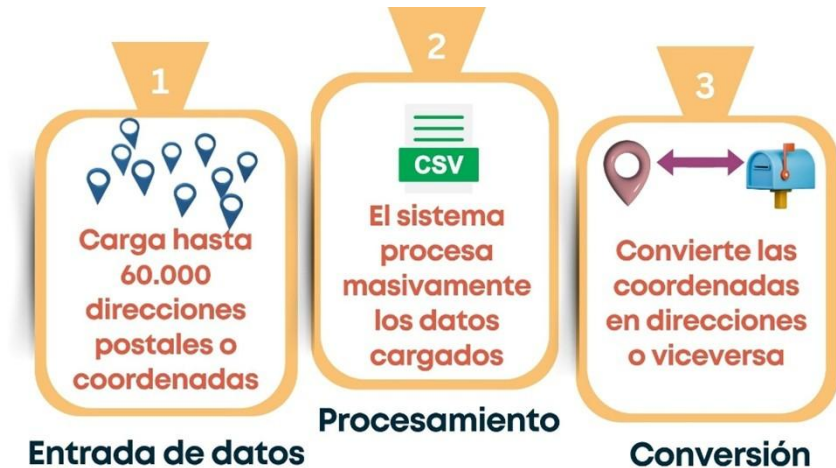 1
Carga hasta
60.000
direcciones
postales o
coordenadas
Entrada de datos
2
CSV
El sistema
procesa
masivamente
los datos
cargados
Procesamiento
3
Convierte las
coordenadas
en direcciones
o viceversa
Conversión